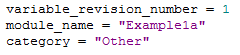 variable_revision_number = 1
module_name = "Example1a"
category = "Other"